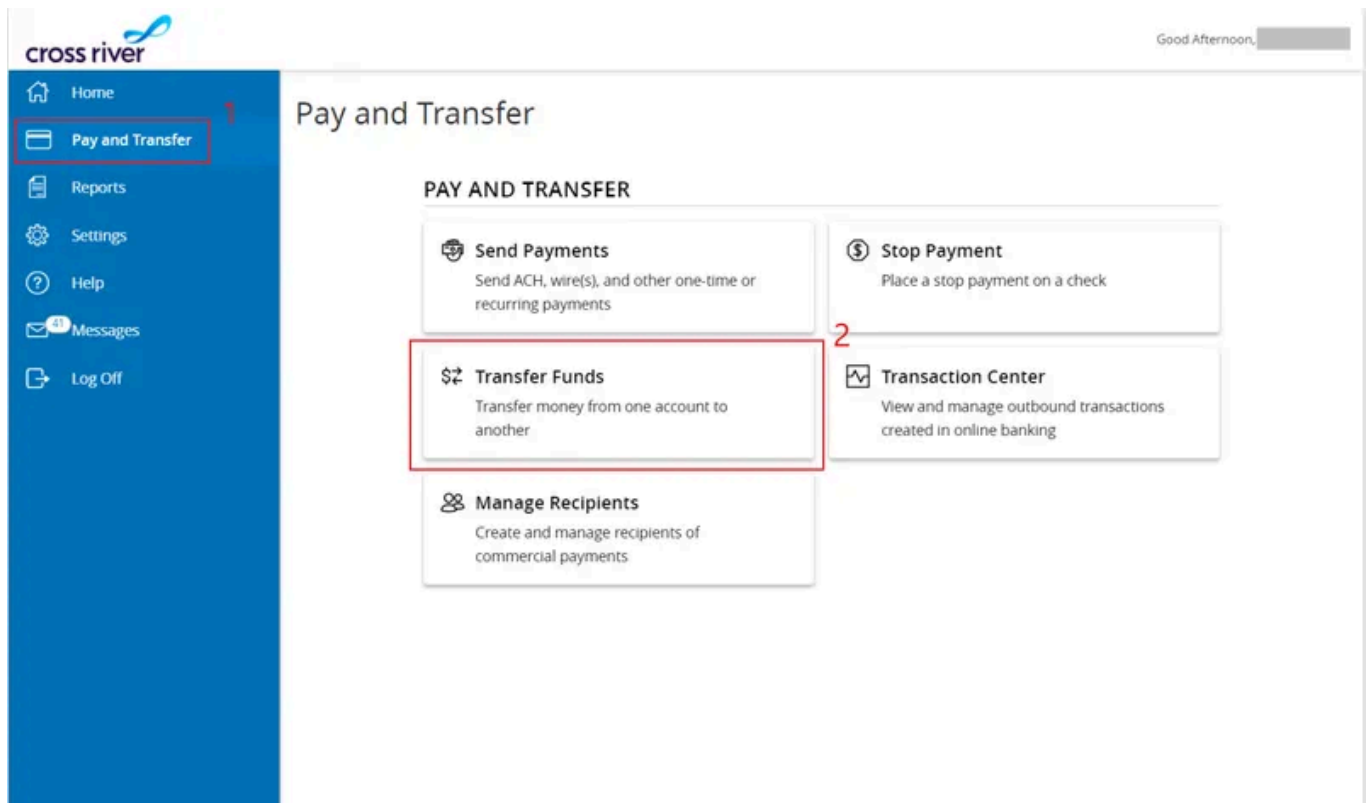 cross river
Good Afternoon,
Home
1
Pay and Transfer
Reports
Settings
Help
41
Messages
Log Off
Pay and Transfer
PAY AND TRANSFER
Send Payments
Send ACH, wire(s), and other one-time or
recurring payments
Stop Payment
Place a stop payment on a check
2
$ Transfer Funds
Transfer money from one account to
another
Transaction Center
View and manage outbound transactions
created in online banking
Manage Recipients
Create and manage recipients of
commercial payments